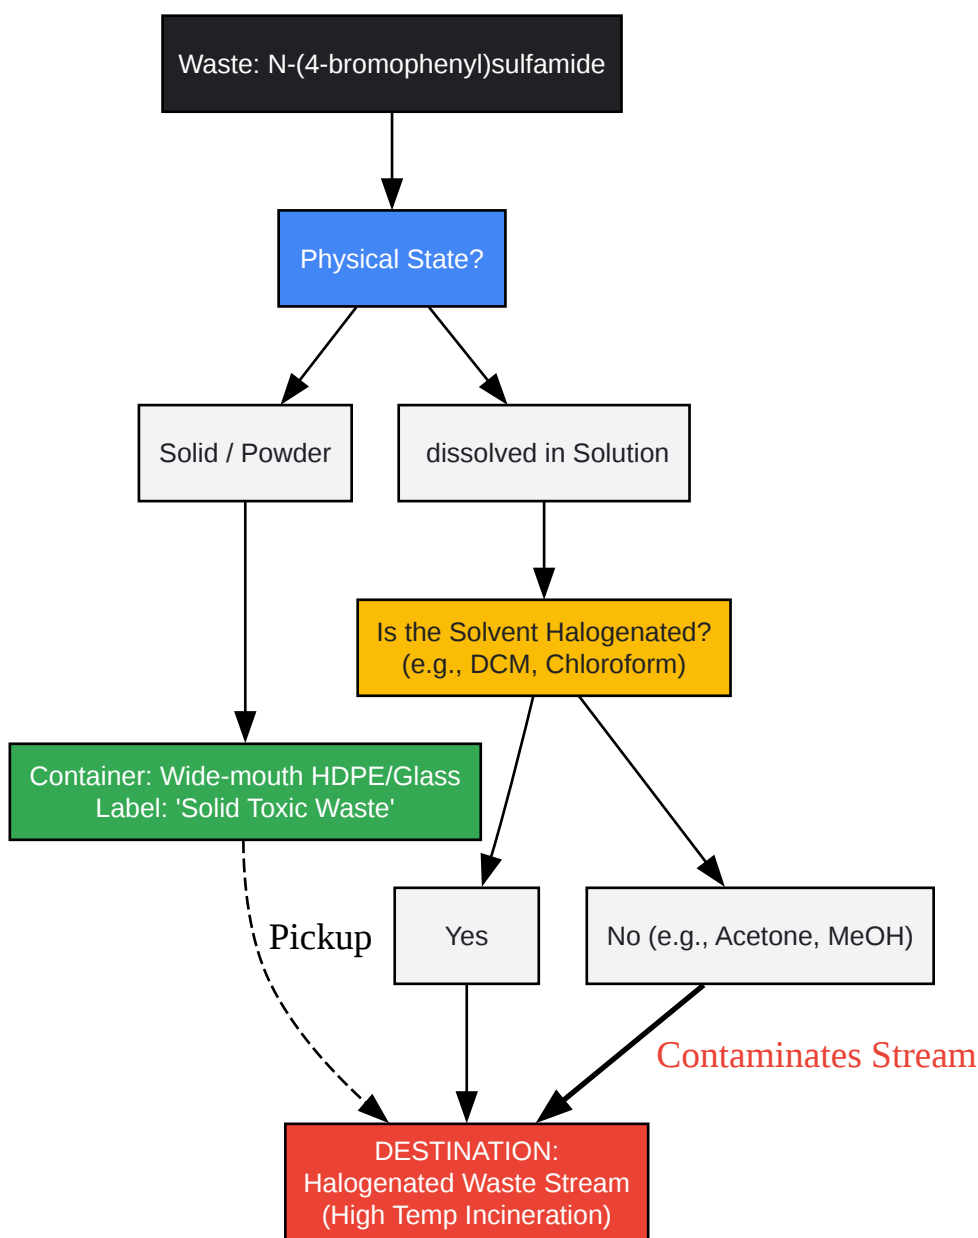 Waste: N-(4-bromophenyl)sulfamide
Physical State?
Solid / Powder
dissolved in Solution
Is the Solvent Halogenated?
(e.g., DCM, Chloroform)
Container: Wide-mouth HDPE/Glass
Label: 'Solid Toxic Waste'
Pickup
Yes
No (e.g., Acetone, MeOH)
Contaminates Stream
DESTINATION:
Halogenated Waste Stream
(High Temp Incineration)